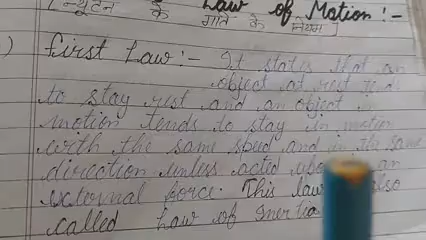 [न्यूटन के Law of Motion :-
गति के नियम]
) First Law :- It states that an
object at rest tends
to stay rest and an object in
motion tends to stay in motion
with the same speed and in the same
direction unless acted upon an
external force. This law also
called Law of Inertia